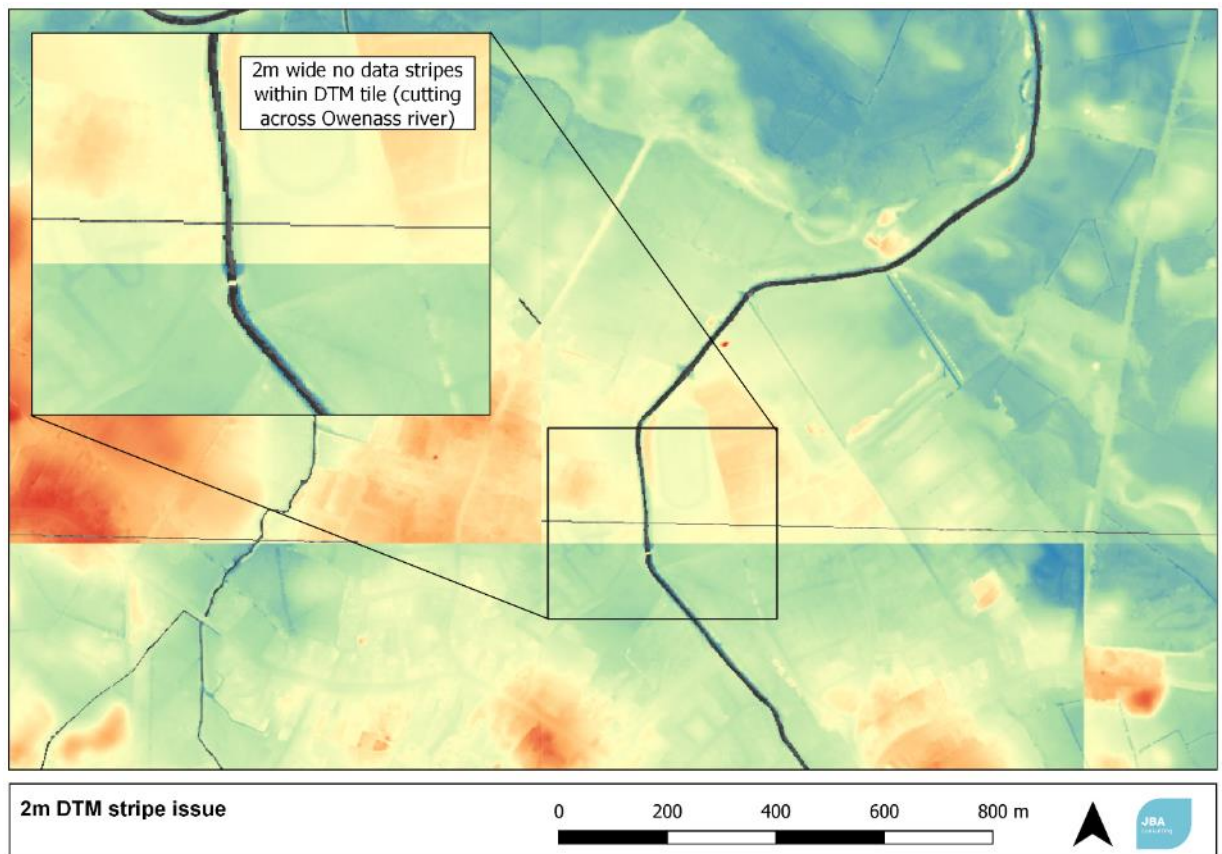 2m wide no data stripes
within DTM tile (cutting
across Owenass river)
2m DTM stripe issue
0 200 400 600 800 m
JBA
consulting